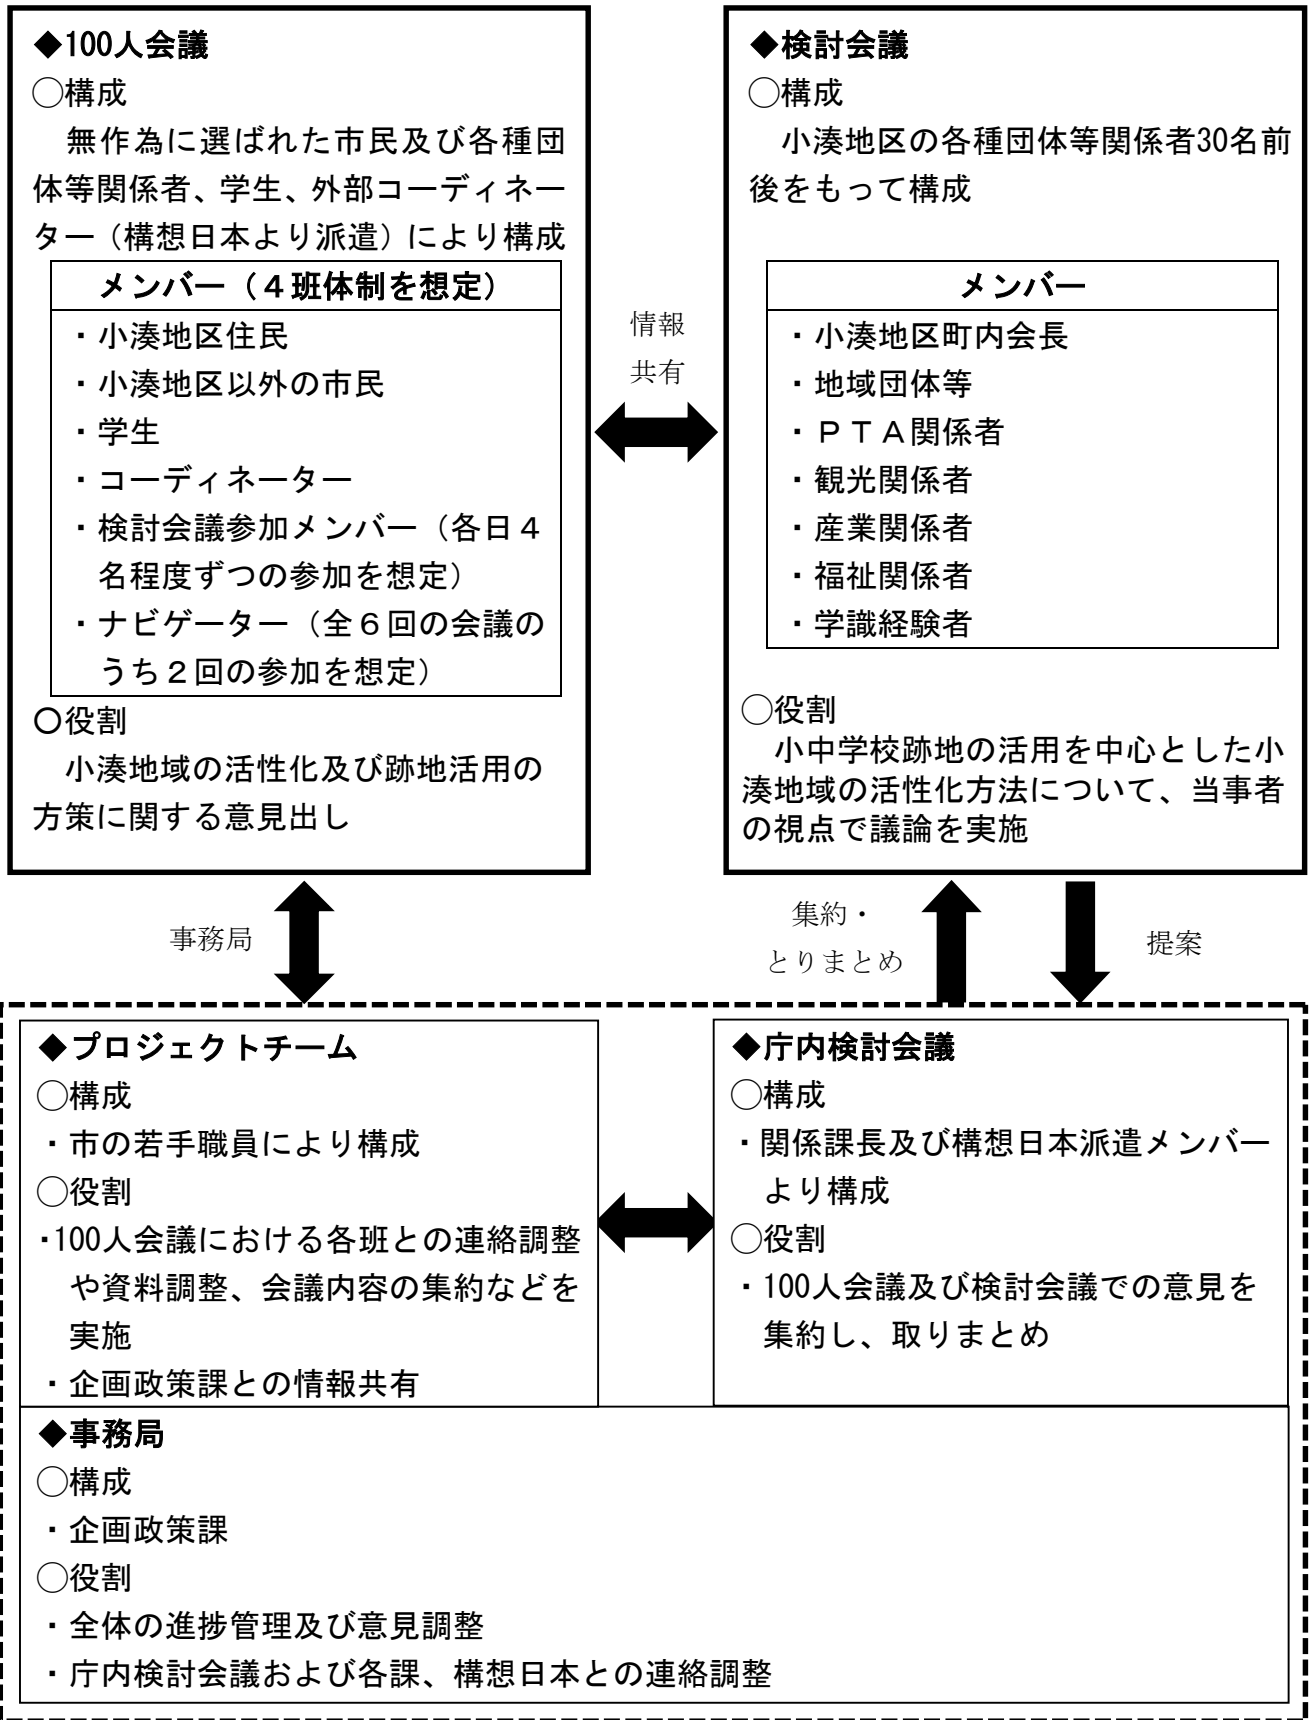 ◆100人会議
◯構成
無作為に選ばれた市民及び各種団
体等関係者、学生、外部コーディネー
ター（構想日本より派遣）により構成
メンバー（４班体制を想定）
・小湊地区住民
・小湊地区以外の市民
・学生
・コーディネーター
・検討会議参加メンバー（各日４
名程度ずつの参加を想定）
・ナビゲーター（全６回の会議の
うち２回の参加を想定）
〇役割
小湊地域の活性化及び跡地活用の
方策に関する意見出し
情報
共有
◆検討会議
◯構成
小湊地区の各種団体等関係者30名前
後をもって構成
メンバー
・小湊地区町内会長
・地域団体等
・ＰＴＡ関係者
・観光関係者
・産業関係者
・福祉関係者
・学識経験者
◯役割
小中学校跡地の活用を中心とした小
湊地域の活性化方法について、当事者
の視点で議論を実施
事務局
集約・
とりまとめ
提案
◆プロジェクトチーム
◯構成
・市の若手職員により構成
◯役割
・100人会議における各班との連絡調整
や資料調整、会議内容の集約などを
実施
・企画政策課との情報共有
◆庁内検討会議
◯構成
・関係課長及び構想日本派遣メンバー
より構成
◯役割
・100人会議及び検討会議での意見を
集約し、取りまとめ
◆事務局
◯構成
・企画政策課
◯役割
・全体の進捗管理及び意見調整
・庁内検討会議および各課、構想日本との連絡調整